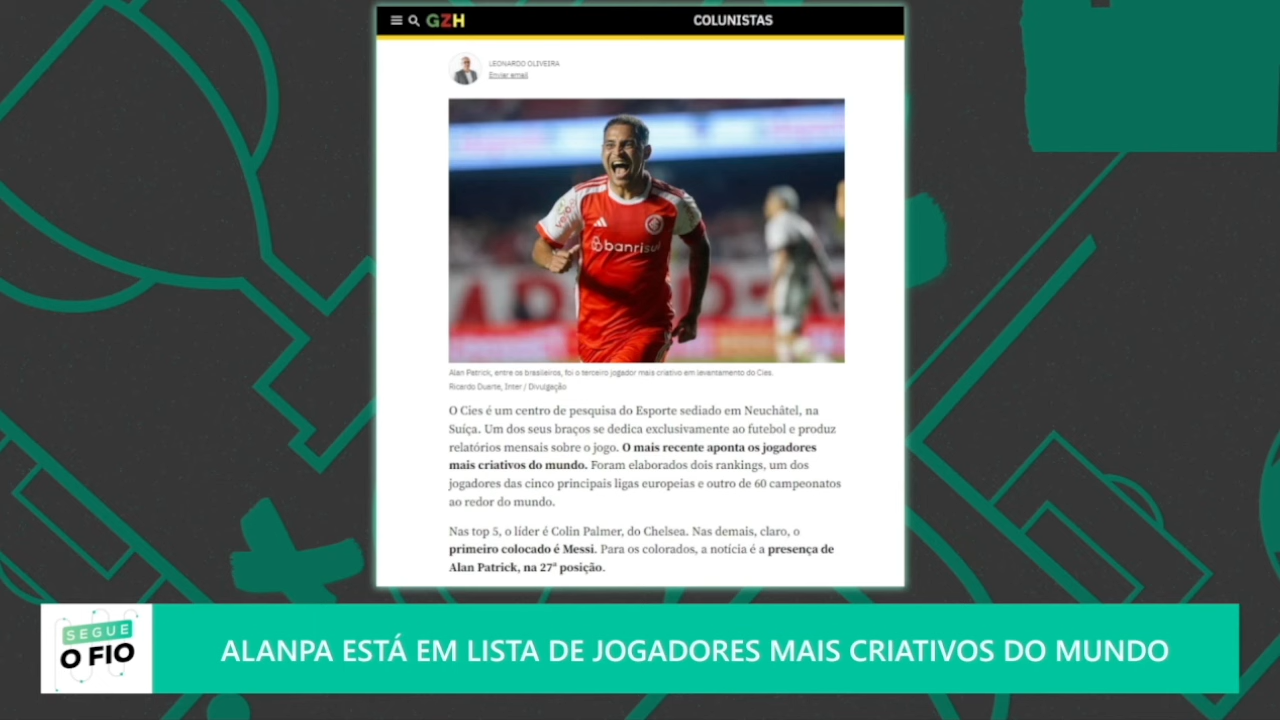 GZH
COLUNISTAS
LEONARDO OLIVEIRA
Enviar email
banrisul
Alan Patrick, entre os brasileiros, foi o terceiro jogador mais criativo em levantamento do Cies.
Ricardo Duarte, Inter / Divulgação
O Cies é um centro de pesquisa do Esporte sediado em Neuchâtel, na
Suíça. Um dos seus braços se dedica exclusivamente ao futebol e produz
relatórios mensais sobre o jogo. O mais recente aponta os jogadores
mais criativos do mundo. Foram elaborados dois rankings, um dos
jogadores das cinco principais ligas europeias e outro de 60 campeonatos
ao redor do mundo.
Nas top 5, o líder é Colin Palmer, do Chelsea. Nas demais, claro, o
primeiro colocado é Messi. Para os colorados, a notícia é a presença de
Alan Patrick, na 27ª posição.
SEGUE
O FIO
ALANPA ESTÁ EM LISTA DE JOGADORES MAIS CRIATIVOS DO MUNDO